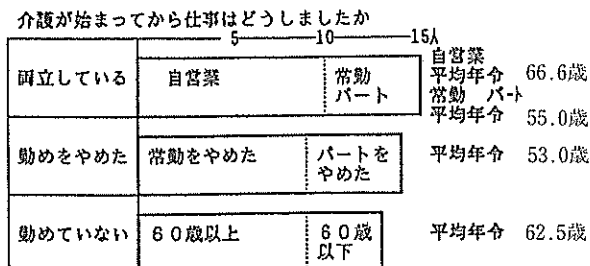 介護が始まってから仕事はどうしましたか
5 10 15人
両立している 自営業 常勤 パート 自営業 平均年令 66.6歳
常勤 パート 平均年令 55.0歳
勤めをやめた 常勤をやめた パートを やめた 平均年令 53.0歳
勤めていない 60歳以上 60歳 以下 平均年令 62.5歳